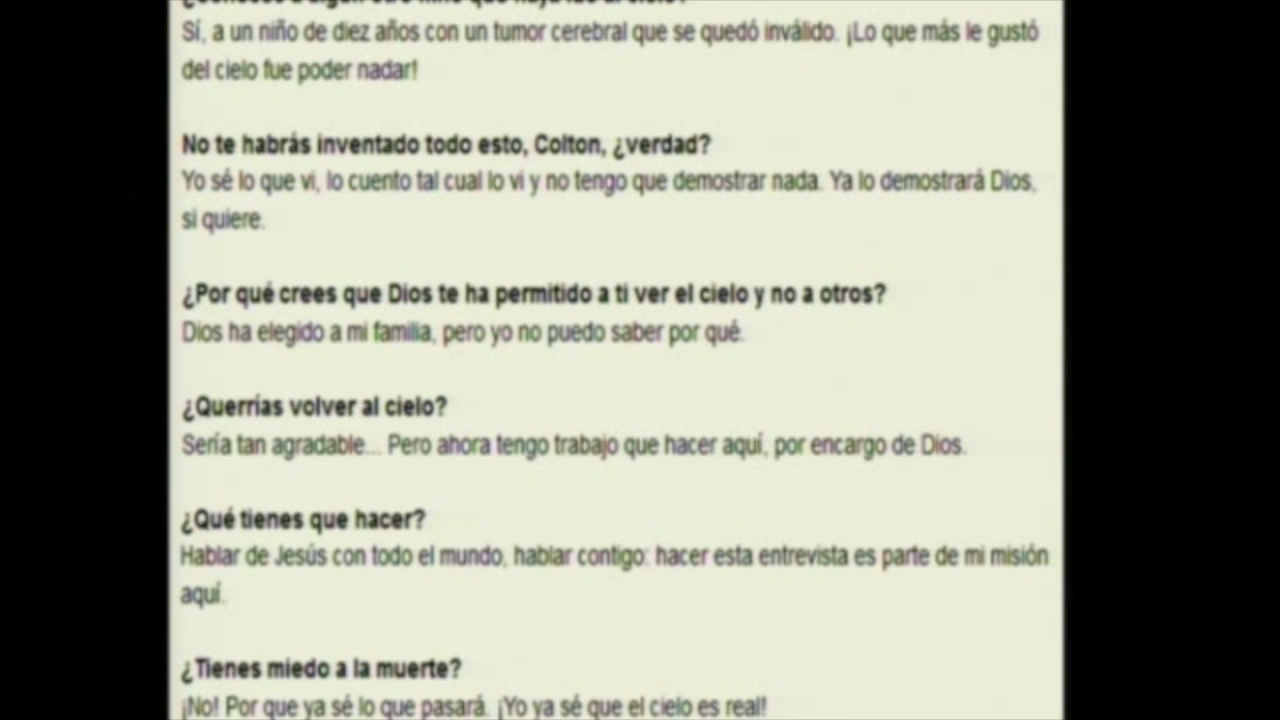 Sí, a un niño de diez años con un tumor cerebral que se quedó inválido. ¡Lo que más le gustó
del cielo fue poder nadar!
No te habrás inventado todo esto, Colton, ¿verdad?
Yo sé lo que vi, lo cuento tal cual lo vi y no tengo que demostrar nada. Ya lo demostrará Dios,
si quiere.
¿Por qué crees que Dios te ha permitido a ti ver el cielo y no a otros?
Dios ha elegido a mi familia, pero yo no puedo saber por qué.
¿Querrías volver al cielo?
Sería tan agradable... Pero ahora tengo trabajo que hacer aquí, por encargo de Dios.
¿Qué tienes que hacer?
Hablar de Jesús con todo el mundo, hablar contigo: hacer esta entrevista es parte de mi misión
aquí.
¿Tienes miedo a la muerte?
¡No! Por que ya sé lo que pasará. ¡Yo ya sé que el cielo es real!